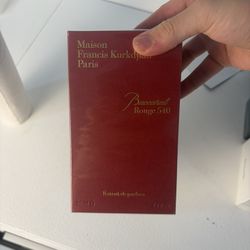 Maison
Francis Kurkdjian
Paris
Baccarat
Rouge 540
Extrait de parfum